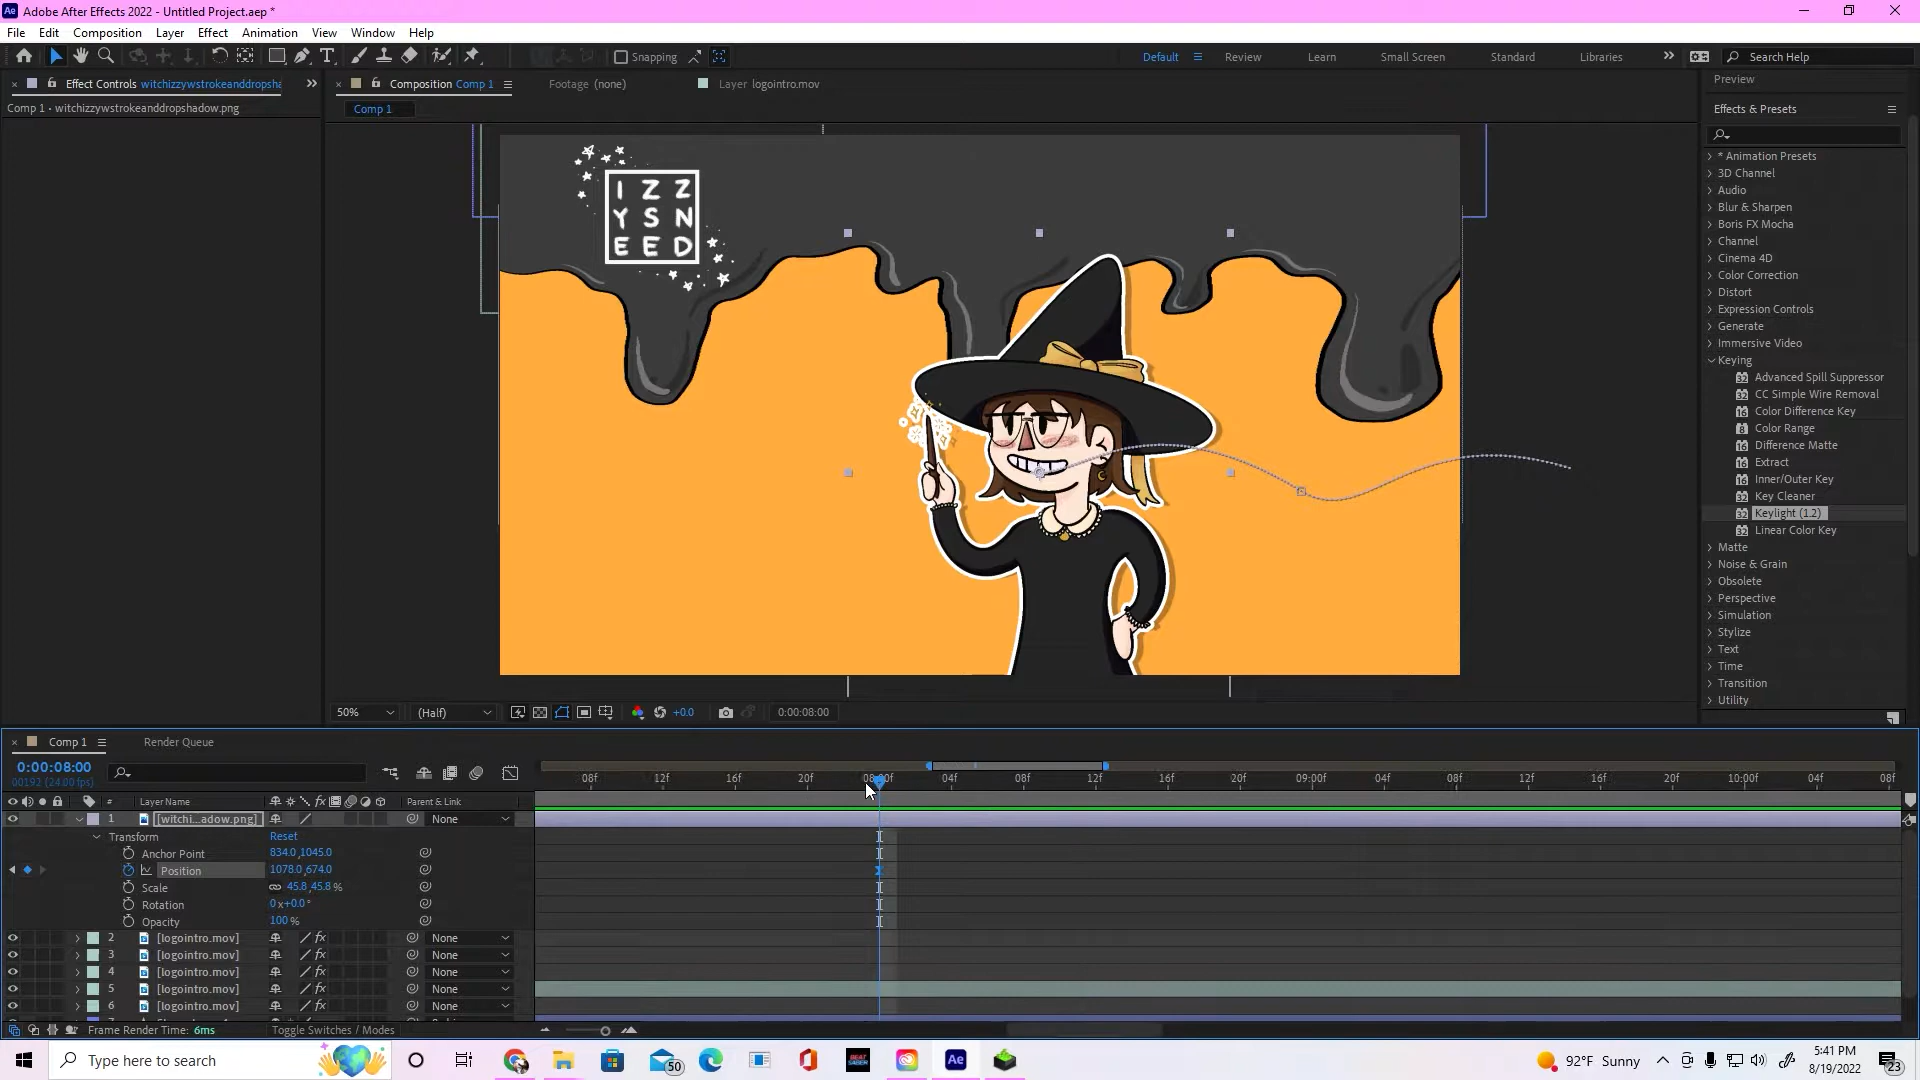 Adobe After Effects 2022 - Untitled Project.aep *
File Edit Composition Layer Effect Animation View Window Help
Snapping
Default Review Learn Small Screen Standard Libraries
Search Help
Effect Controls witchizzywstrokeanddropsha
Composition Comp 1
Footage (none)
Layer logointro.mov
Comp 1 • witchizzywstrokeanddropshadow.png
Comp 1
Preview
Effects & Presets
* Animation Presets
3D Channel
Audio
Blur & Sharpen
Boris FX Mocha
Channel
Cinema 4D
Color Correction
Distort
Expression Controls
Generate
Immersive Video
Keying
Advanced Spill Suppressor
CC Simple Wire Removal
Color Difference Key
Color Range
Difference Matte
Extract
Inner/Outer Key
Key Cleaner
Keylight (1.2)
Linear Color Key
Matte
Noise & Grain
Obsolete
Perspective
Simulation
Stylize
Text
Time
Transition
Utility
I Z Z
Y S N
E E D
50% (Half) +0.0 0:00:08:00
Comp 1
Render Queue
0:00:08:00
00192 (24.00 fps)
08f 12f 16f 20f 08:00f 04f 08f 12f 16f 20f 09:00f 04f 08f 12f 16f 20f 10:00f 04f 08f
# Layer Name Parent & Link
1 [witchi...adow.png] None
Transform Reset
Anchor Point 834.0,1045.0
Position 1078.0,674.0
Scale 45.8,45.8 %
Rotation 0x+0.0°
Opacity 100 %
2 [logointro.mov] None
3 [logointro.mov] None
4 [logointro.mov] None
5 [logointro.mov] None
6 [logointro.mov] None
Frame Render Time: 6ms
Toggle Switches / Modes
Type here to search
50
BEAT SABER
Ae
92°F Sunny
5:41 PM
8/19/2022
23